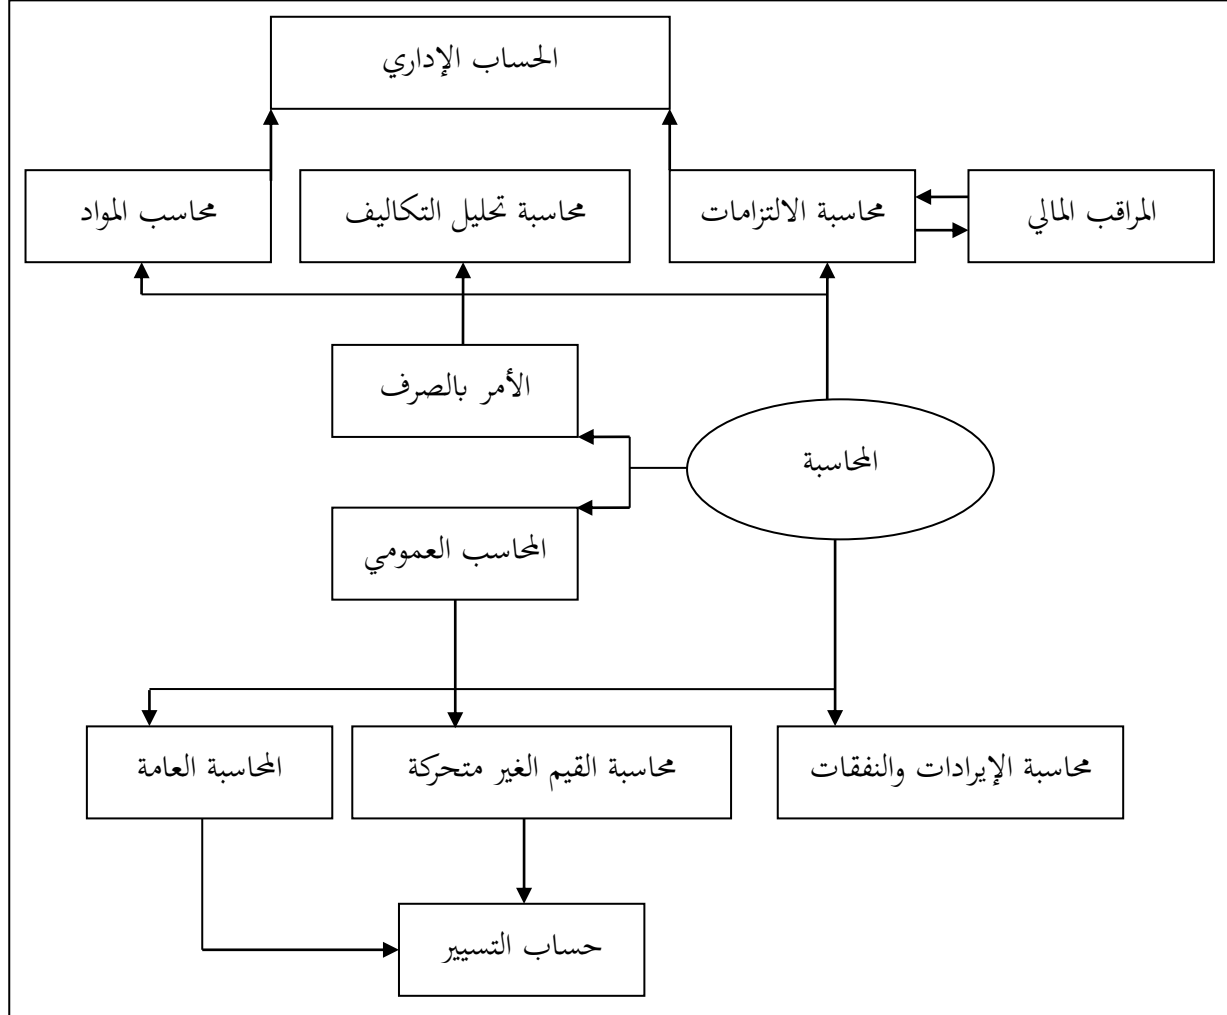 الحساب الإداري
المراقب المالي
محاسبة الالتزامات
محاسبة تحليل التكاليف
محاسب المواد
الأمر بالصرف
المحاسبة
المحاسب العمومي
محاسبة الإيرادات والنفقات
محاسبة القيم الغير متحركة
المحاسبة العامة
حساب التسيير